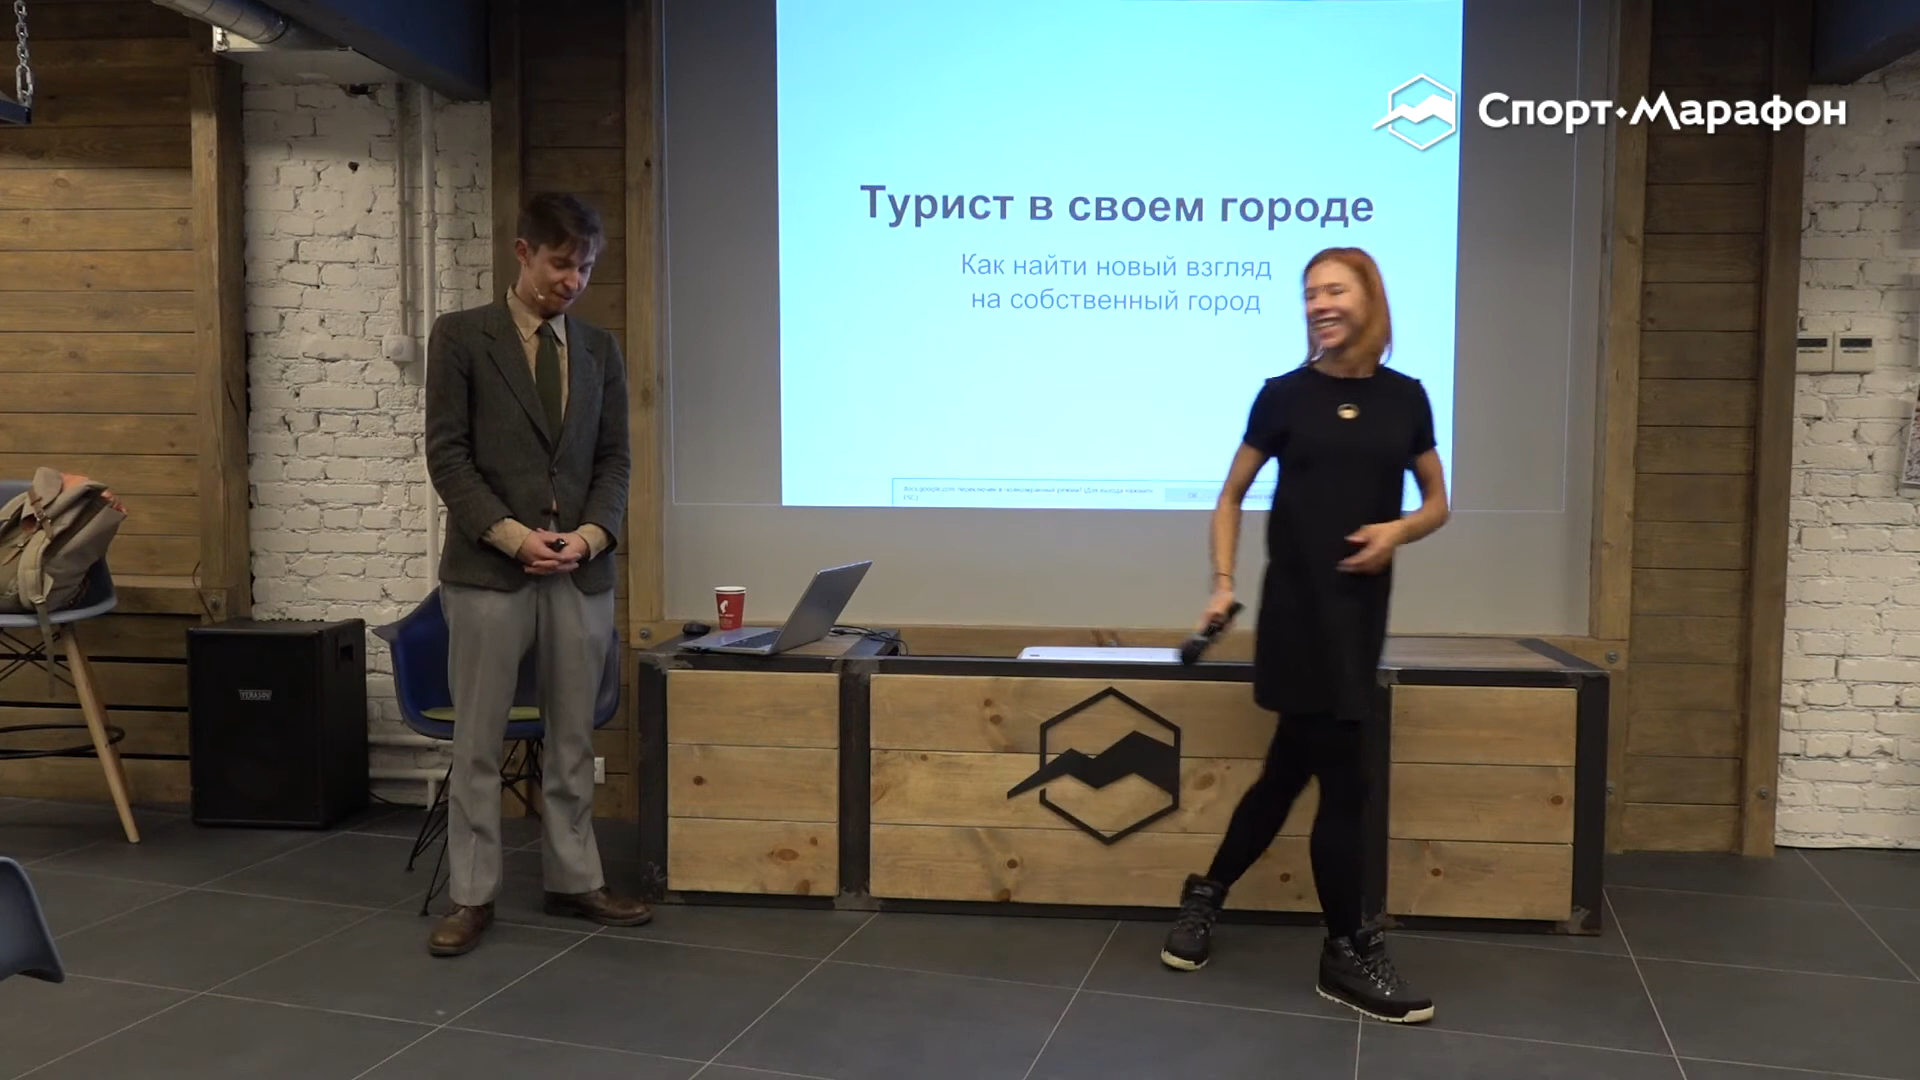 Спорт·Марафон
Турист в своем городе
Как найти новый взгляд
на собственный город